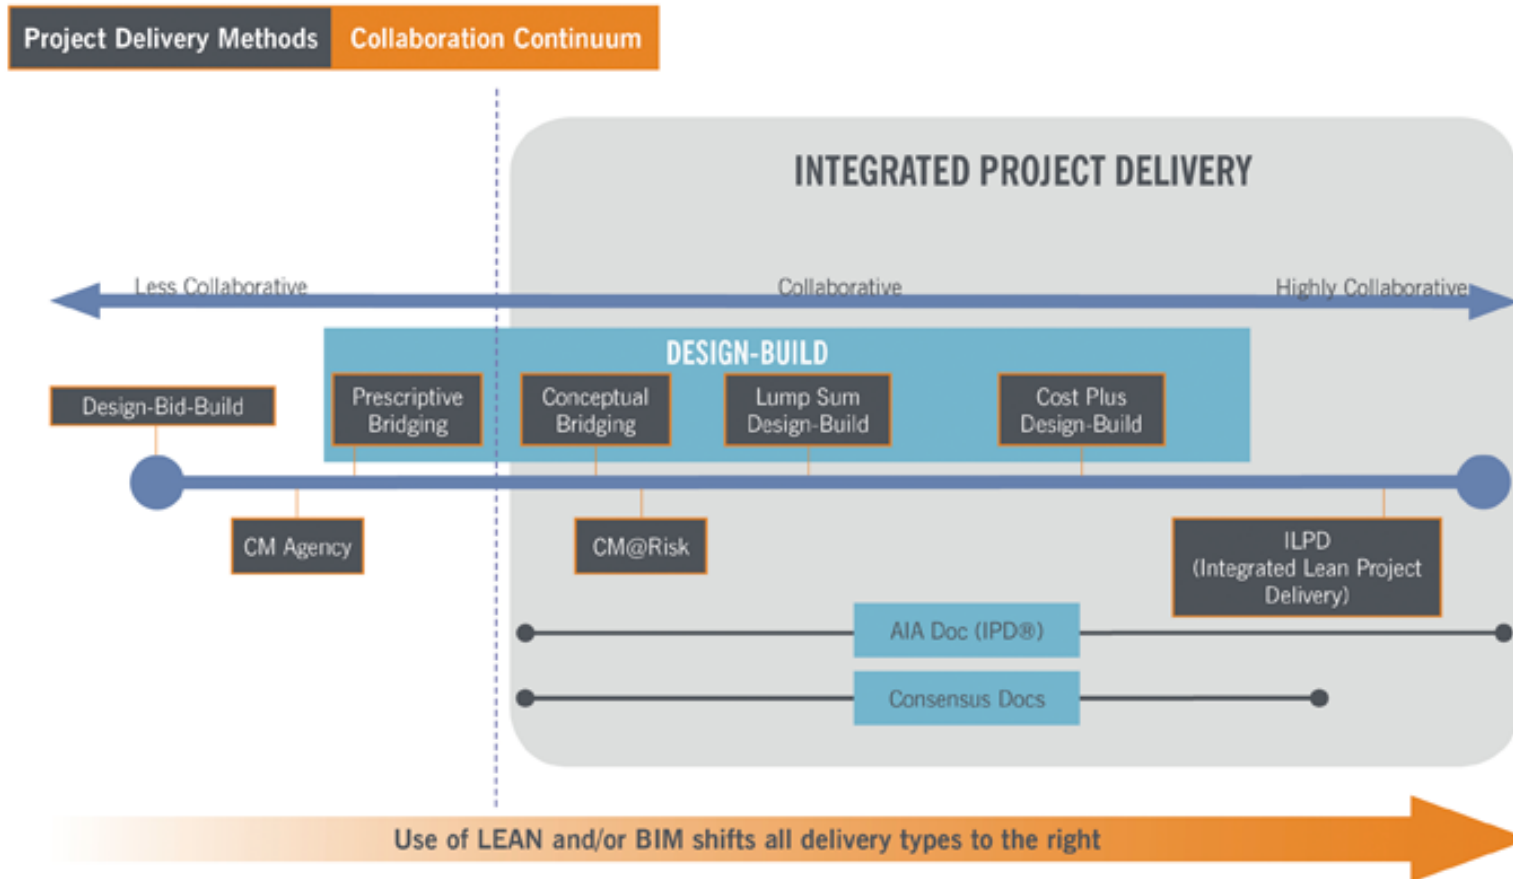 Project Delivery Methods
Collaboration Continuum
INTEGRATED PROJECT DELIVERY
Less Collaborative
Collaborative
Highly Collaborative
DESIGN-BUILD
Design-Bid-Build
Prescriptive
Bridging
Conceptual
Bridging
Lump Sum
Design-Build
Cost Plus
Design-Build
CM Agency
CM@Risk
ILPD
(Integrated Lean Project
Delivery)
AIA Doc (IPD®)
Consensus Docs
Use of LEAN and/or BIM shifts all delivery types to the right